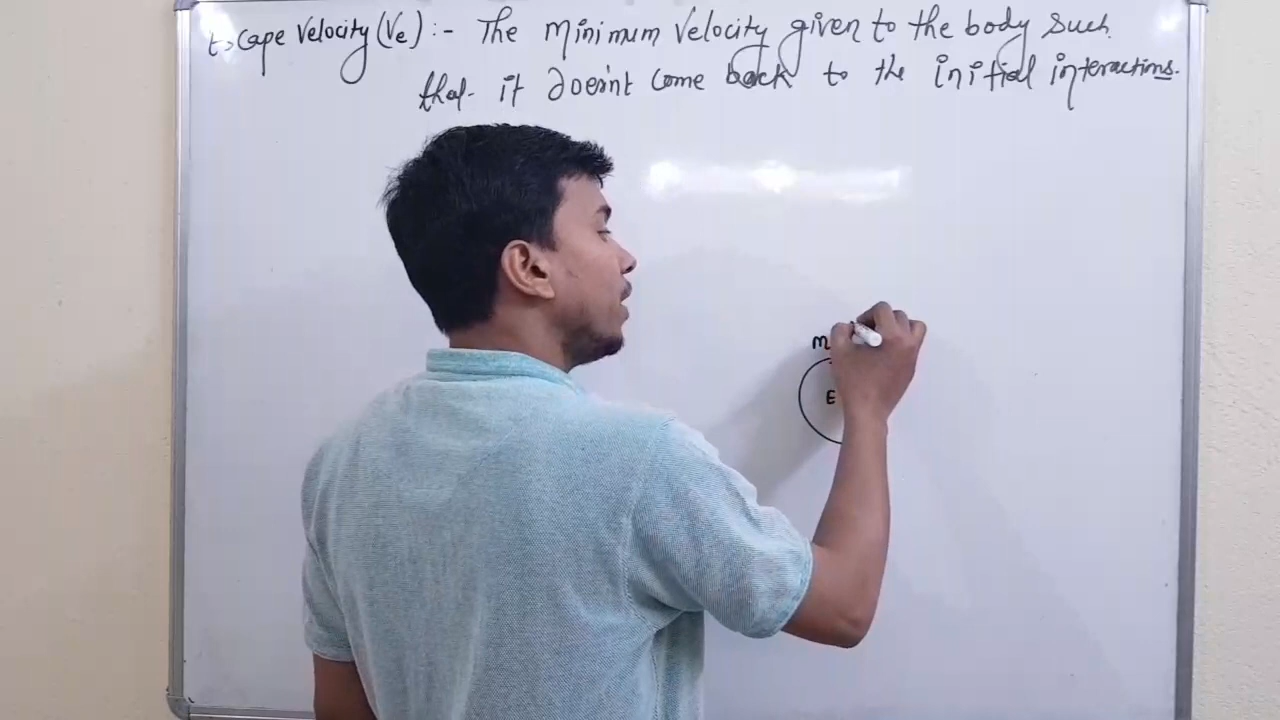 Escape Velocity (Ve) :- The Minimum Velocity given to the body such
that it doesn't come back to the initial interactions.
M
E